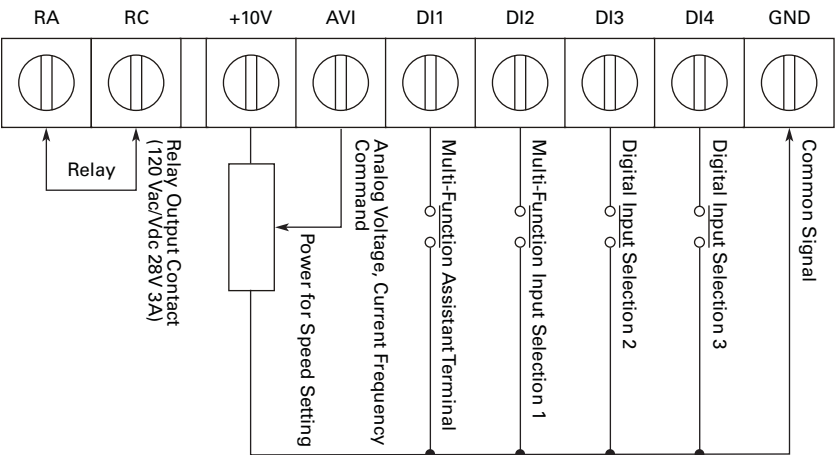 RA RC +10V AVI DI1 DI2 DI3 DI4 GND
Relay
Relay Output Contact
(120 Vac/Vdc 28V 3A)
Power for Speed Setting
Analog Voltage, Current Frequency
Command
Multi-Function Assistant Terminal
Multi-Function Input Selection 1
Digital Input Selection 2
Digital Input Selection 3
Common Signal